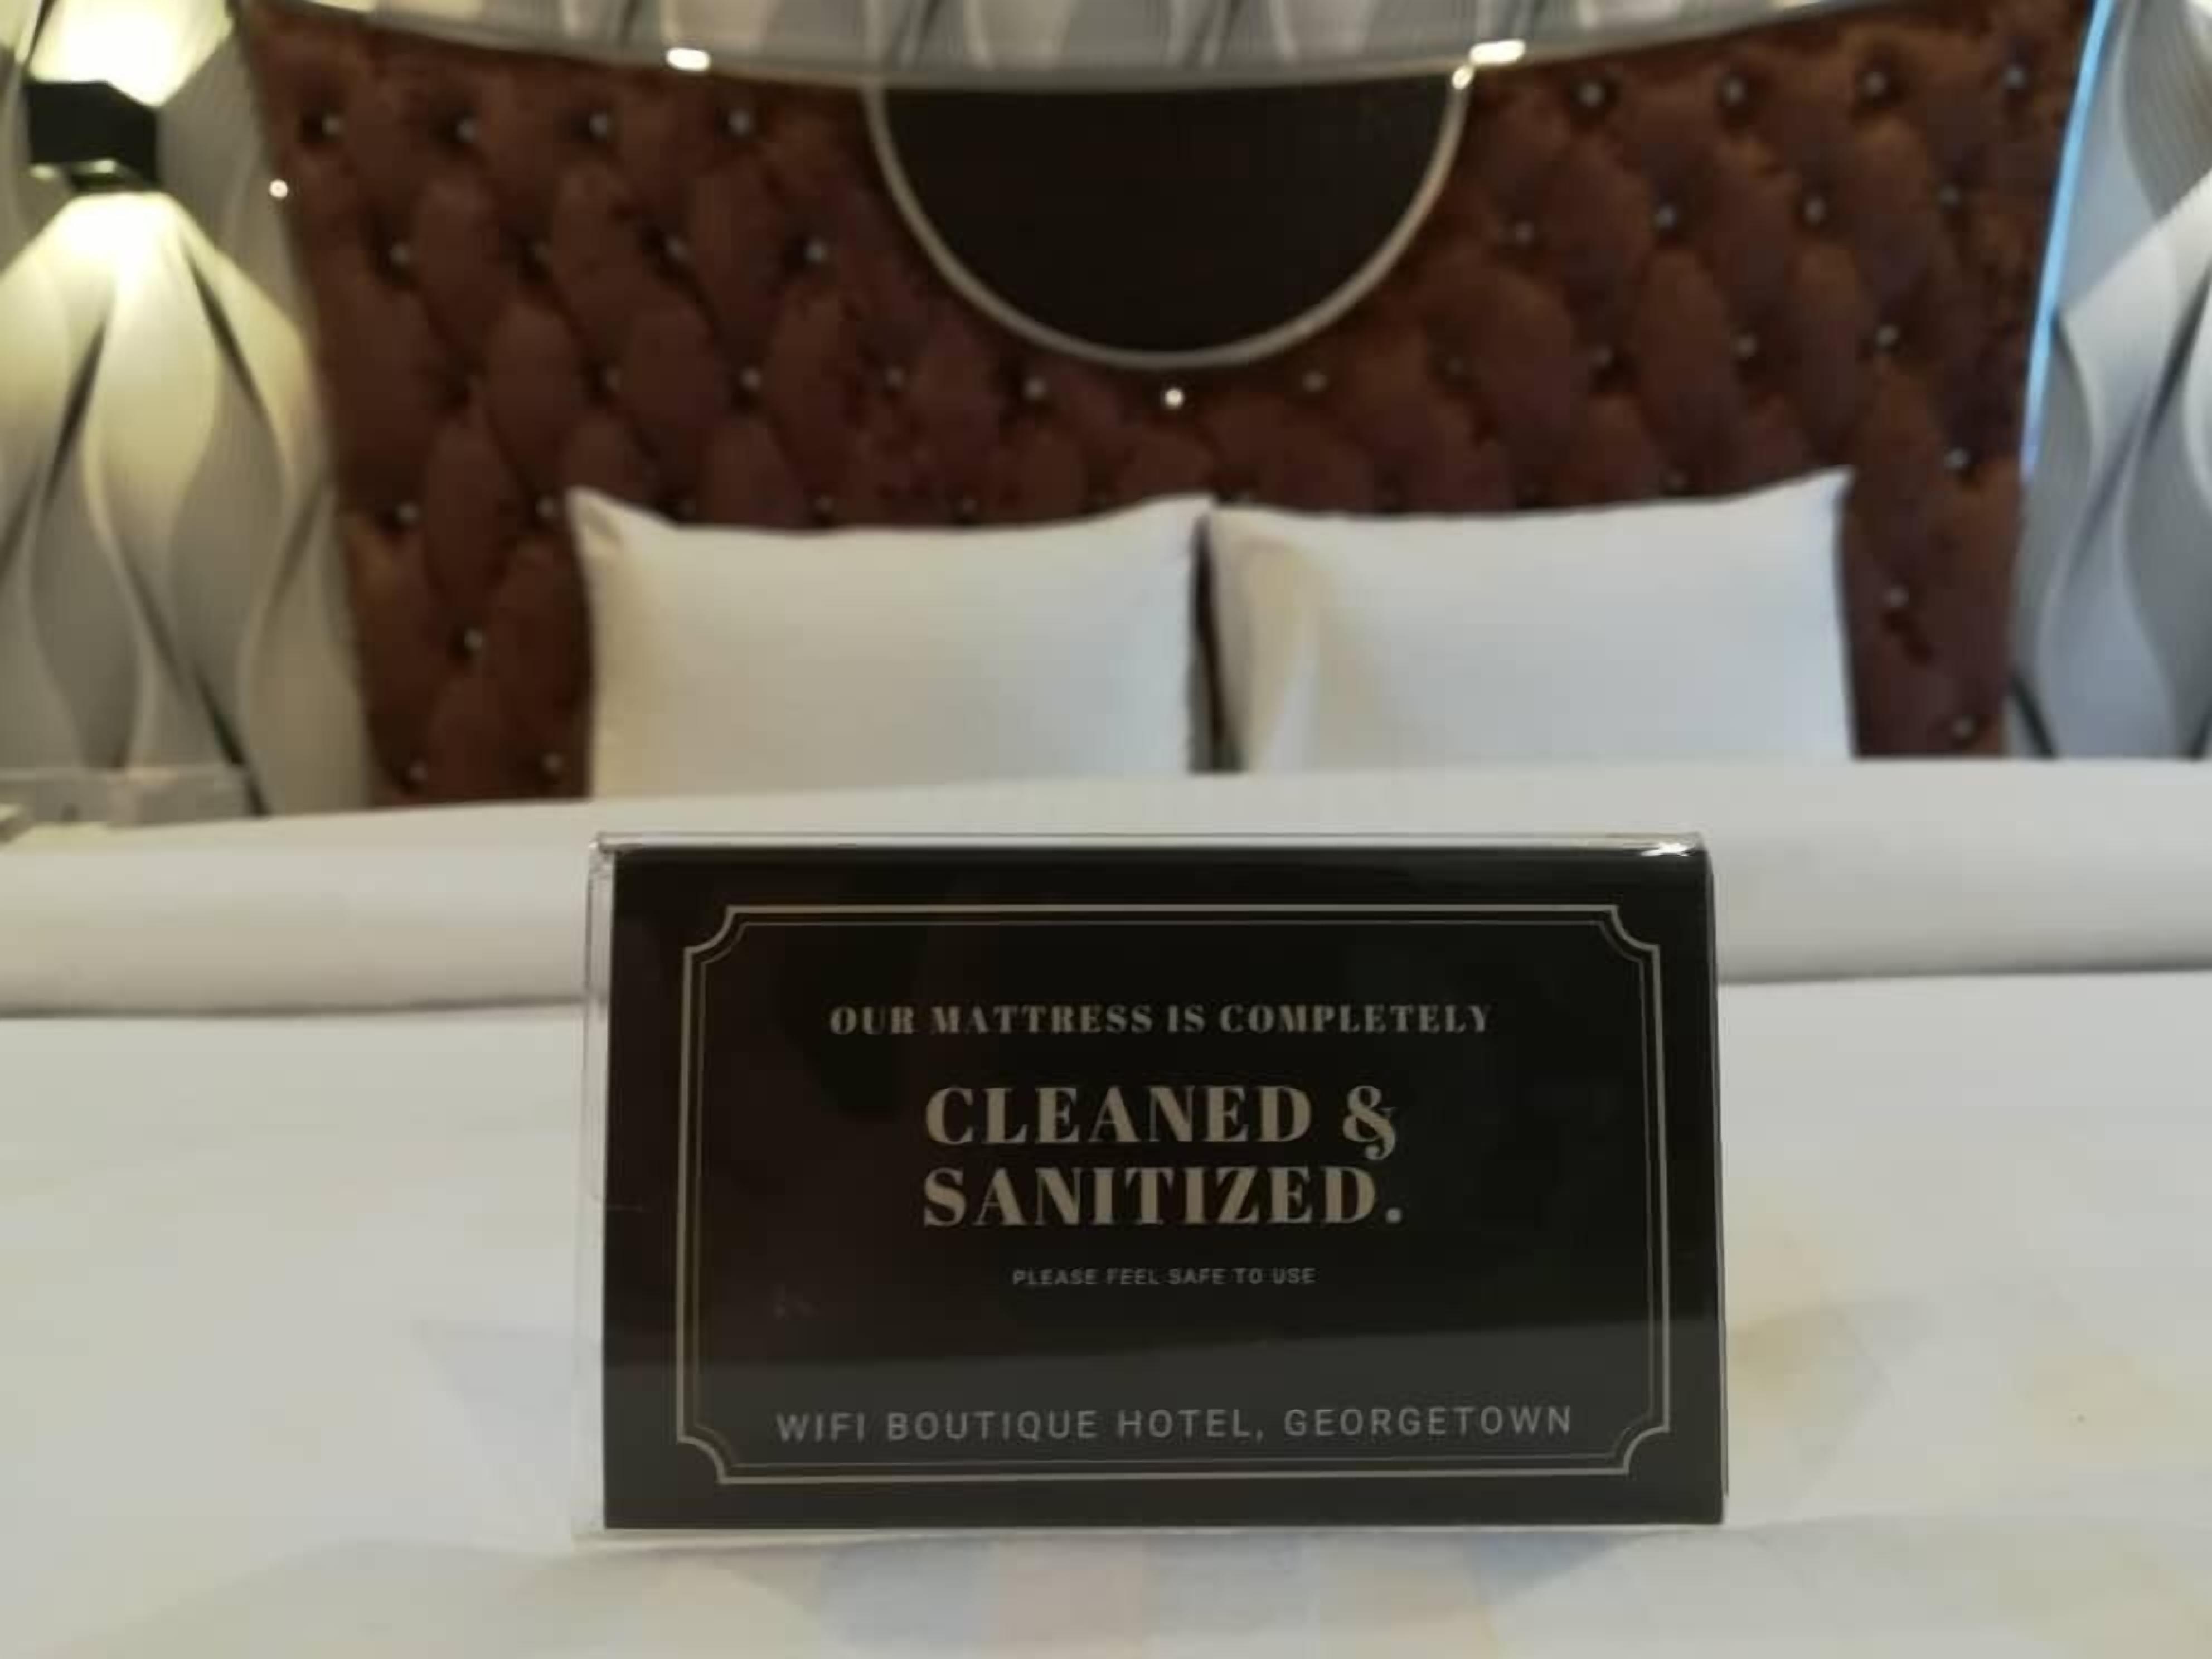 OUR MATTRESS IS COMPLETELY
CLEANED &
SANITIZED.
PLEASE FEEL SAFE TO USE
WIFI BOUTIQUE HOTEL, GEORGETOWN